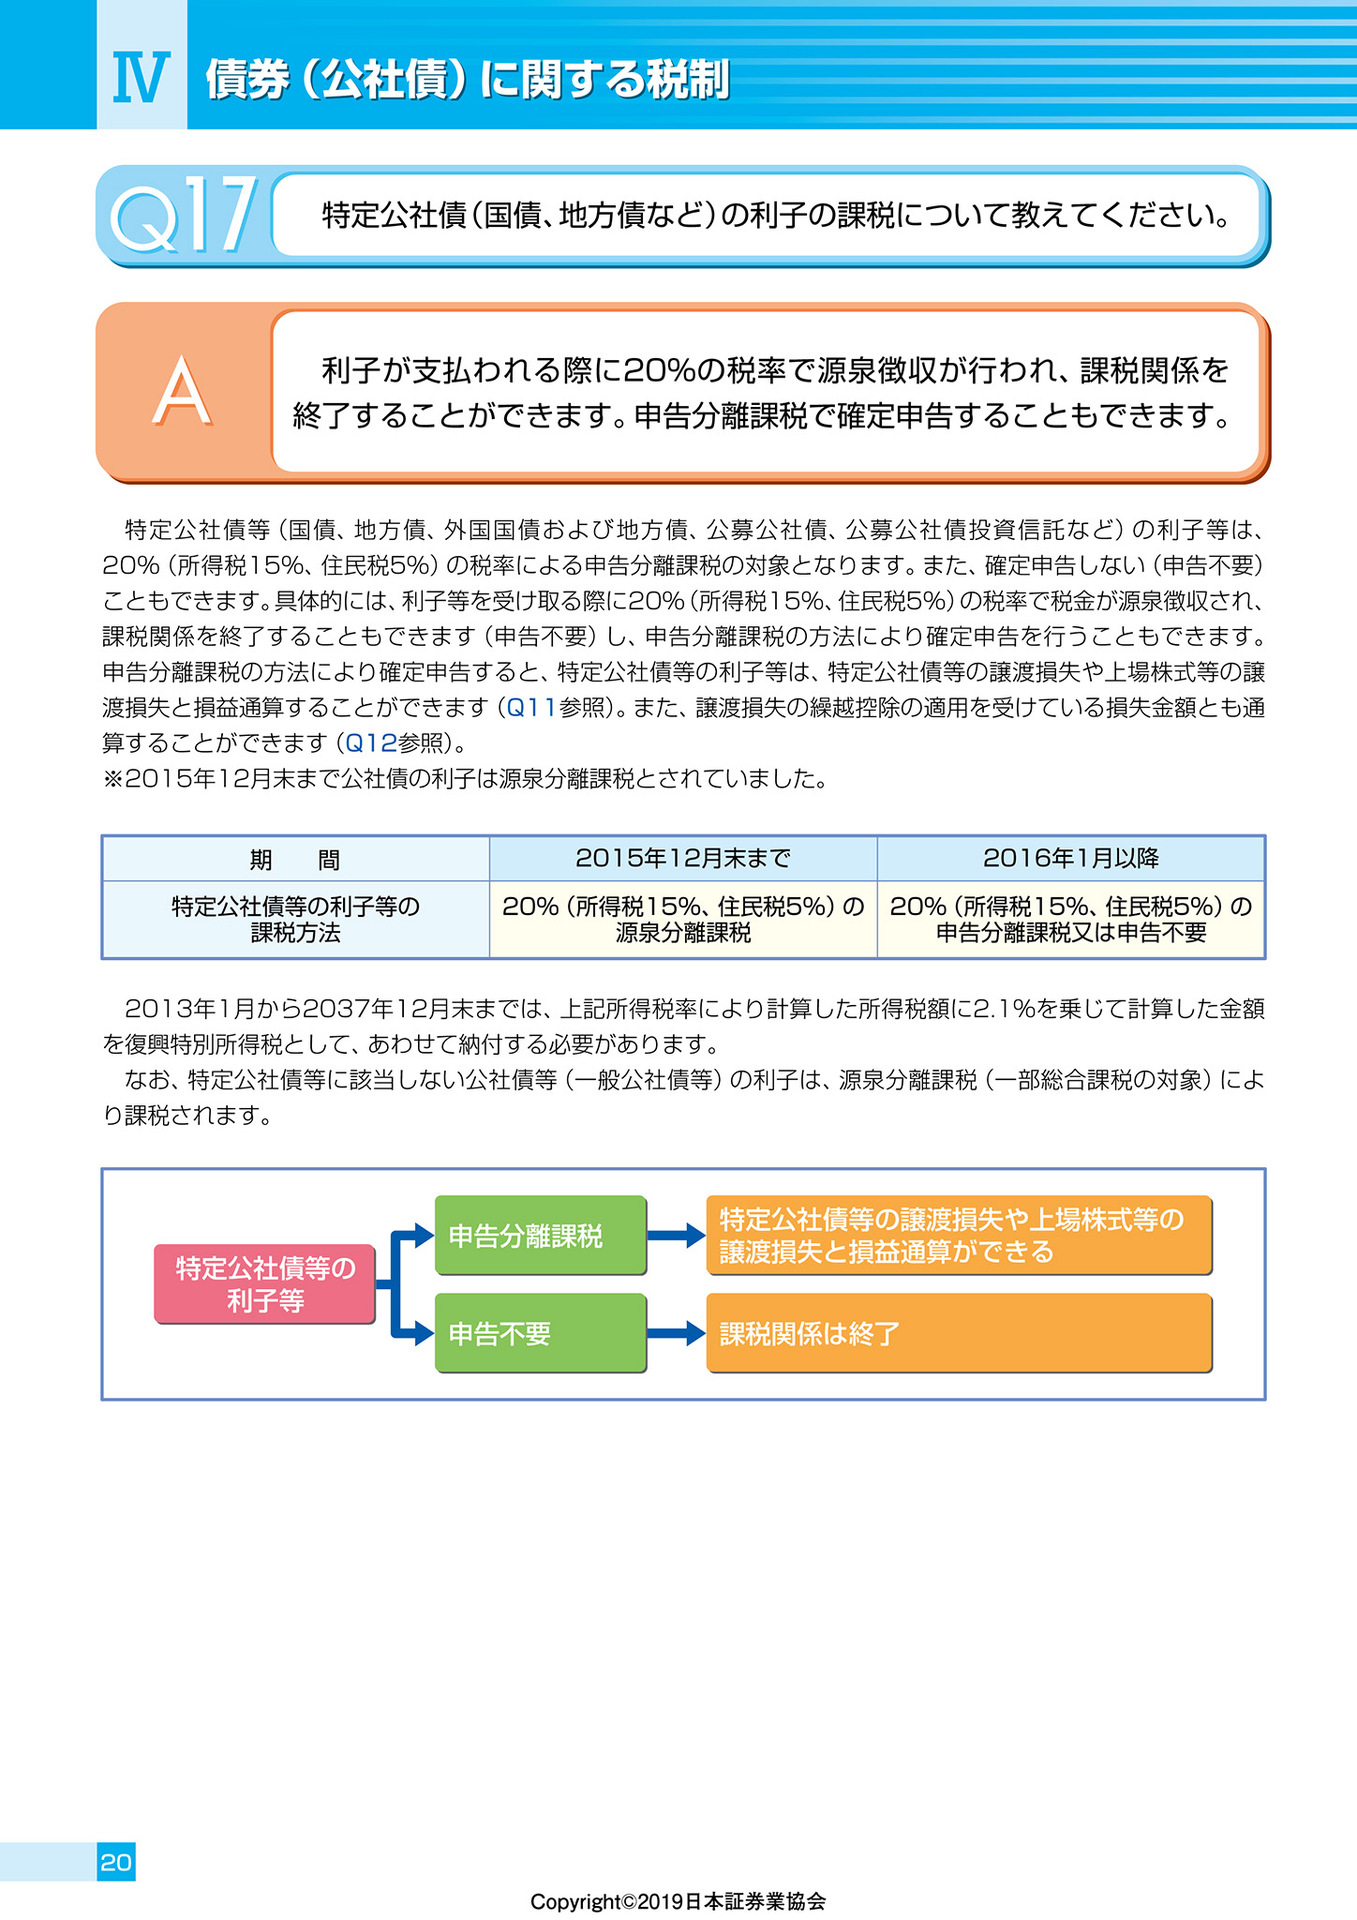 Ⅳ 債券（公社債）に関する税制
Q17 特定公社債（国債、地方債など）の利子の課税について教えてください。
A
利子が支払われる際に20％の税率で源泉徴収が行われ、課税関係を
終了することができます。申告分離課税で確定申告することもできます。
特定公社債等（国債、地方債、外国国債および地方債、公募公社債、公募公社債投資信託など）の利子等は、
20％（所得税15％、住民税5％）の税率による申告分離課税の対象となります。また、確定申告しない（申告不要）
こともできます。具体的には、利子等を受け取る際に20％（所得税15％、住民税5％）の税率で税金が源泉徴収され、
課税関係を終了することもできます（申告不要）し、申告分離課税の方法により確定申告を行うこともできます。
申告分離課税の方法により確定申告すると、特定公社債等の利子等は、特定公社債等の譲渡損失や上場株式等の譲
渡損失と損益通算することができます（Q11参照）。また、譲渡損失の繰越控除の適用を受けている損失金額とも通
算することができます（Q12参照）。
※2015年12月末まで公社債の利子は源泉分離課税とされていました。
期　　間 2015年12月末まで 2016年1月以降
特定公社債等の利子等の 20％（所得税15％、住民税5％）の 20％（所得税15％、住民税5％）の
課税方法 源泉分離課税 申告分離課税又は申告不要
2013年1月から2037年12月末までは、上記所得税率により計算した所得税額に2.1％を乗じて計算した金額
を復興特別所得税として、あわせて納付する必要があります。
なお、特定公社債等に該当しない公社債等（一般公社債等）の利子は、源泉分離課税（一部総合課税の対象）によ
り課税されます。
特定公社債等の
利子等
申告分離課税
特定公社債等の譲渡損失や上場株式等の
譲渡損失と損益通算ができる
申告不要
課税関係は終了
20
Copyright©2019日本証券業協会